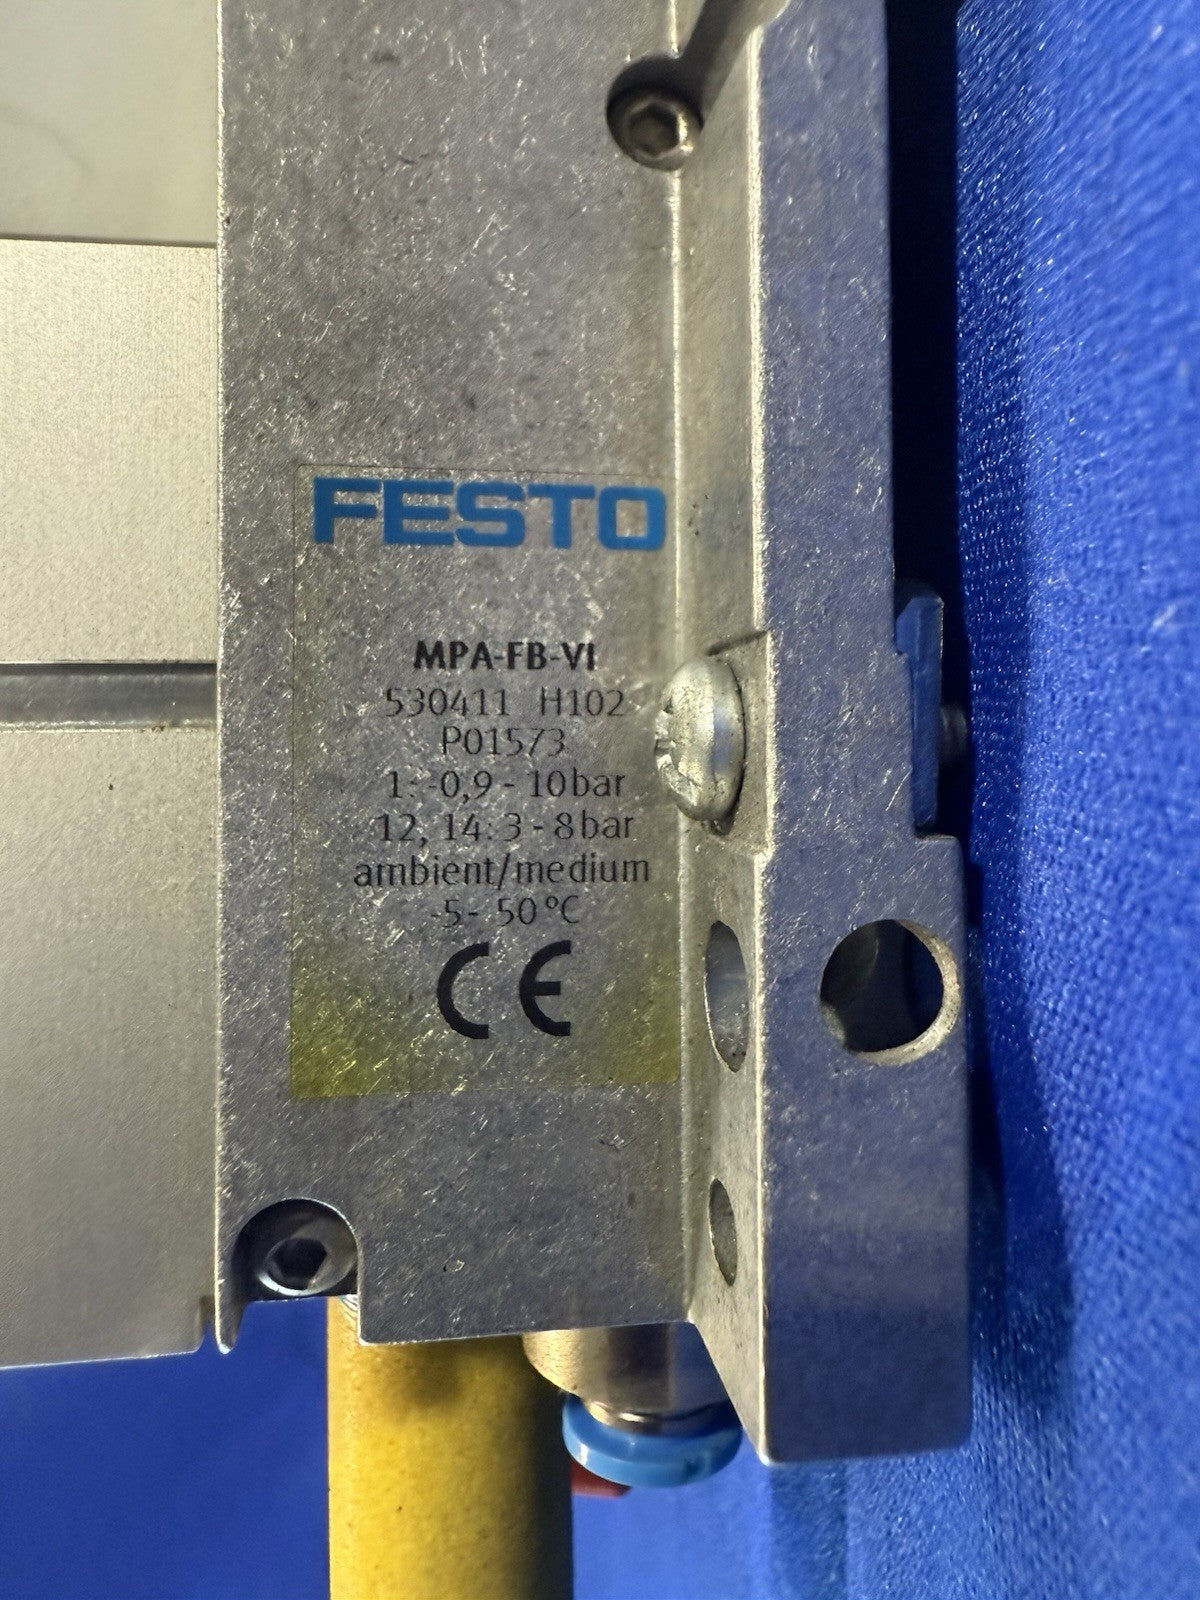 FESTO
MPA-FB-VI
530411 H102
P01573
1: -0,9 - 10 bar
12, 14: 3 - 8 bar
ambient/medium
-5 - 50 °C
CE